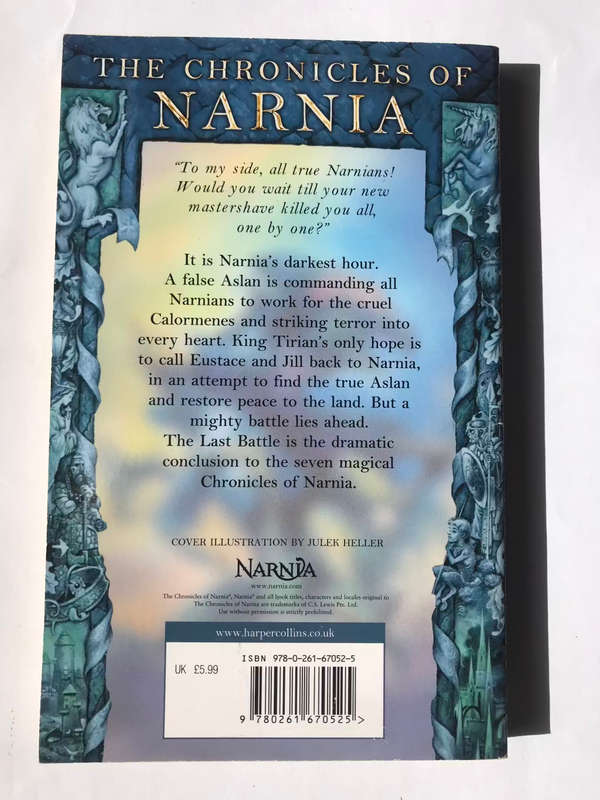 THE CHRONICLES OF
NARNIA
"To my side, all true Narnians!
Would you wait till your new
mastershave killed you all,
one by one?"
It is Narnia's darkest hour.
A false Aslan is commanding all
Narnians to work for the cruel
Calormenes and striking terror into
every heart. King Tirian's only hope is
to call Eustace and Jill back to Narnia,
in an attempt to find the true Aslan
and restore peace to the land. But a
mighty battle lies ahead.
The Last Battle is the dramatic
conclusion to the seven magical
Chronicles of Narnia.
COVER ILLUSTRATION BY JULEK HELLER
NARNIA
www.narnia.com
The Chronicles of Narnia®, Narnia® and all book titles, characters and locales original to
The Chronicles of Narnia are trademarks of C.S. Lewis Pte. Ltd.
Use without permission is strictly prohibited.
www.harpercollins.co.uk
ISBN 978-0-261-67052-5
UK £5.99
9 780261 670525 >